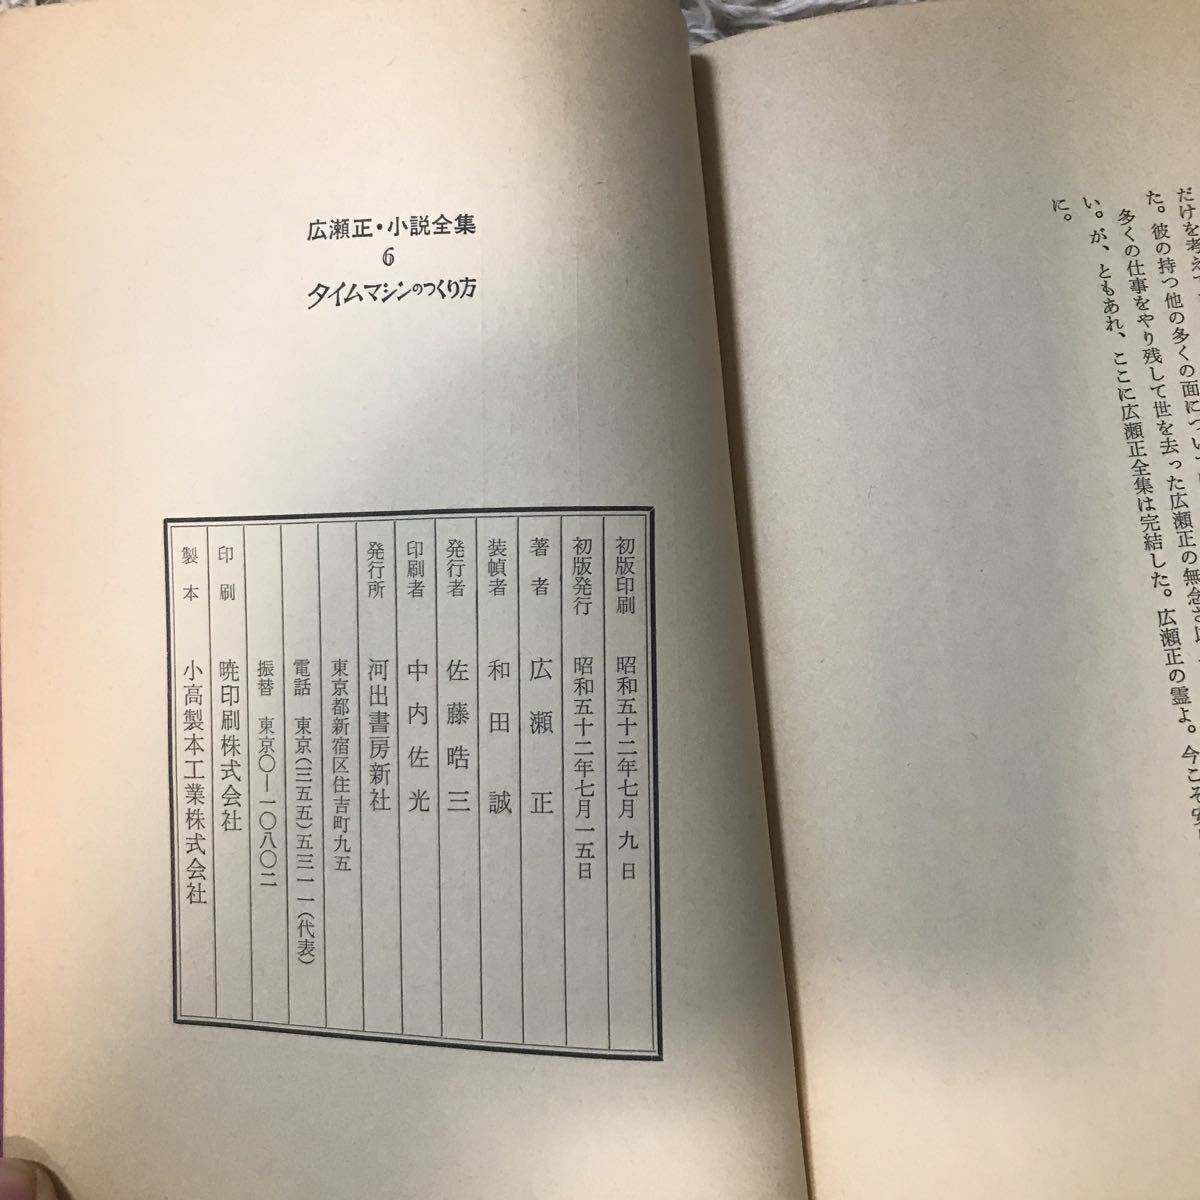 だけを考えて
た。彼の持つ他の多くの面について
多くの仕事をやり残して世を去った広瀬正の無念さ
い。が、ともあれ、ここに広瀬正全集は完結した。広瀬正の霊よ。今こそ安
に。
広瀬正・小説全集
6
タイムマシンのつくり方
初版印刷 昭和五十二年七月九日
初版発行 昭和五十二年七月一五日
著者 広瀬正
装幀者 和田誠
発行者 佐藤晧三
印刷者 中内佐光
発行所 河出書房新社
東京都新宿区住吉町九五
電話 東京(三五五)五三一一(代表)
振替 東京〇―一〇八〇二
印刷 暁印刷株式会社
製本 小高製本工業株式会社